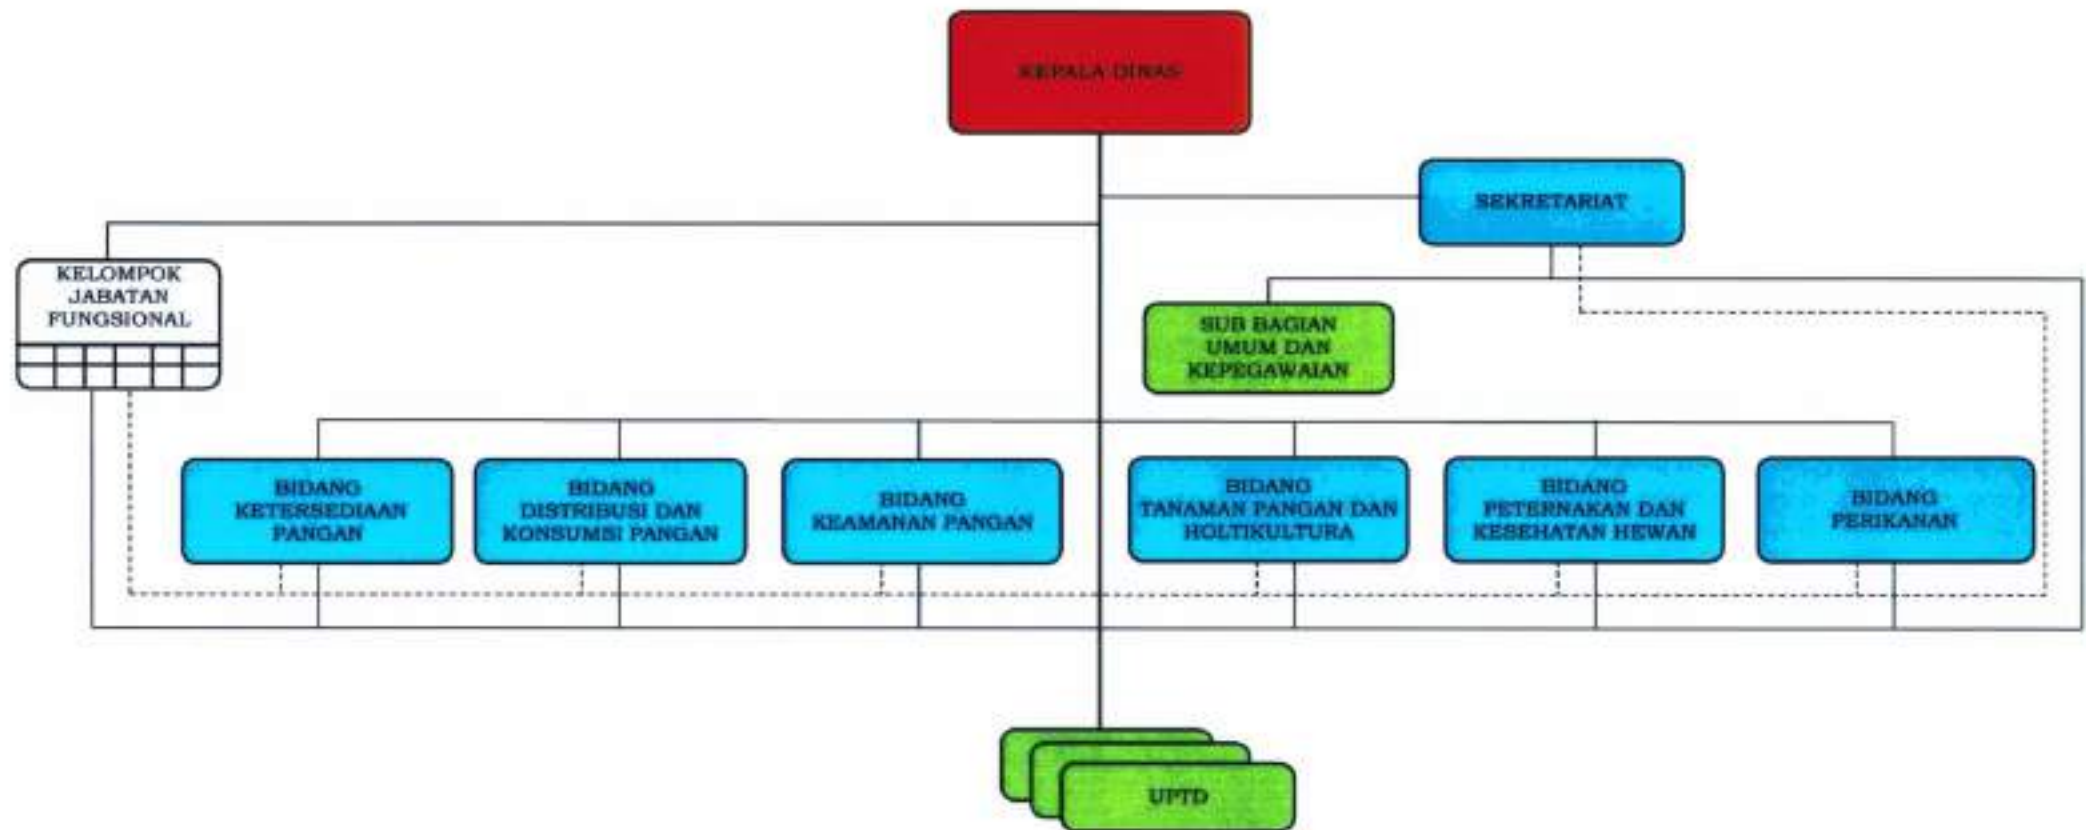 KEPALA DINAS
SEKRETARIAT
KELOMPOK
JABATAN
FUNGSIONAL
SUB BAGIAN
UMUM DAN
KEPEGAWAIAN
BIDANG
KETERSEDIAAN
PANGAN
BIDANG
DISTRIBUSI DAN
KONSUMSI PANGAN
BIDANG
KEAMANAN PANGAN
BIDANG
TANAMAN PANGAN DAN
HOLTIKULTURA
BIDANG
PETERNAKAN DAN
KESEHATAN HEWAN
BIDANG
PERIKANAN
UPTD